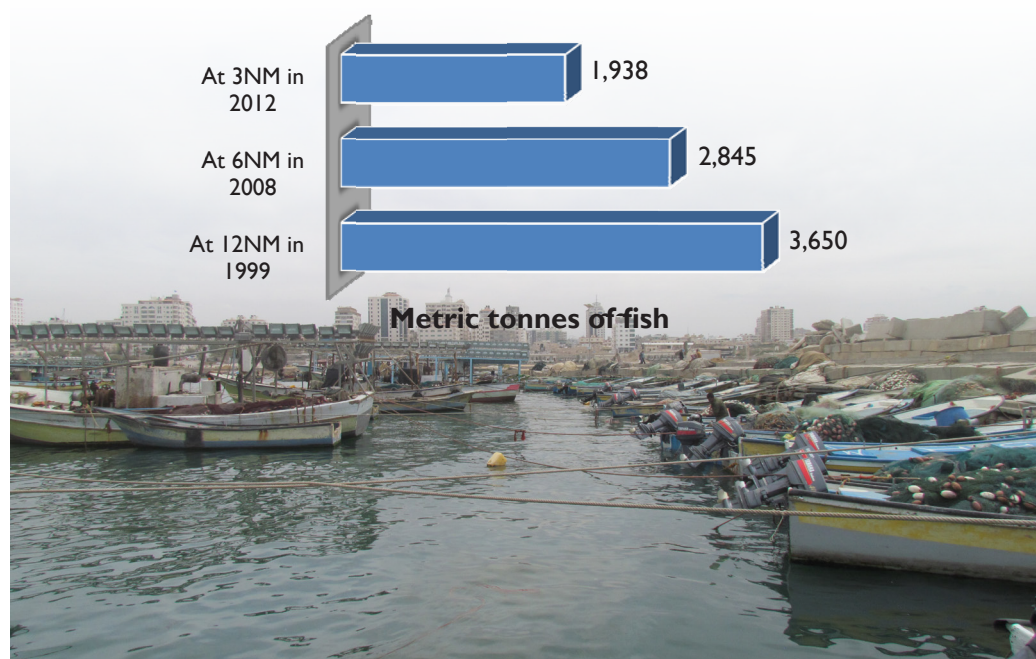 At 3NM in
2012
1,938
At 6NM in
2008
2,845
At 12NM in
1999
3,650
Metric tonnes of fish